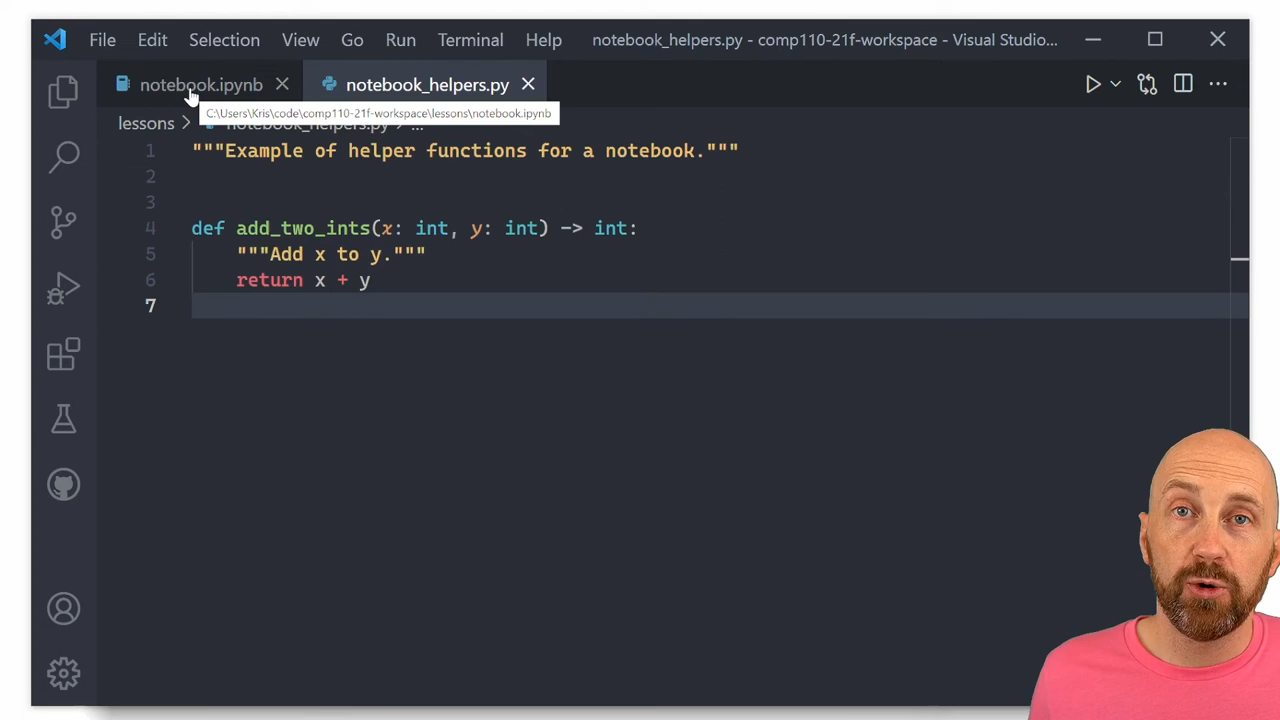 File Edit Selection View Go Run Terminal Help notebook_helpers.py - comp110-21f-workspace - Visual Studio...
notebook.ipynb notebook_helpers.py
C:\Users\Kris\code\comp110-21f-workspace\lessons\notebook.ipynb
lessons > notebook_helpers.py > ...
1 """Example of helper functions for a notebook."""
2
3
4 def add_two_ints(x: int, y: int) -> int:
5 """Add x to y."""
6 return x + y
7